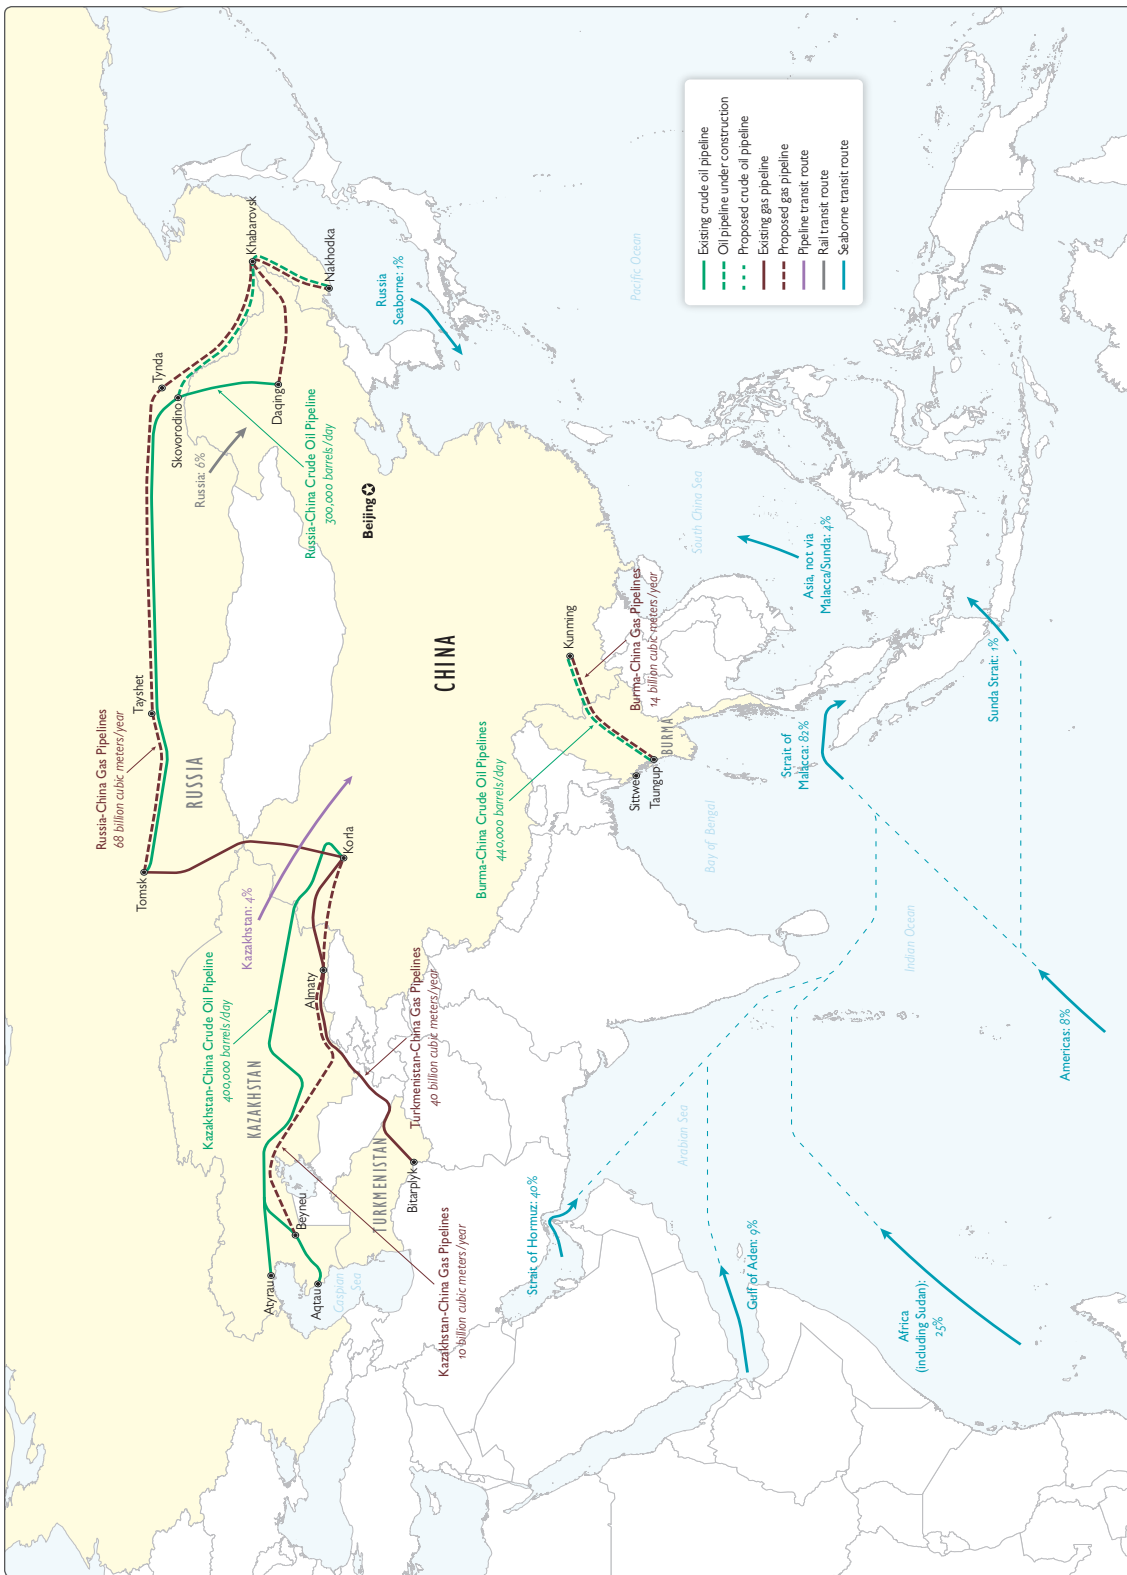 Russia-China Gas Pipelines
68 billion cubic meters/year
Tomsk
Tayshet
Tynda
Skovorodino
Khabarovsk
Nakhodka
Daqing
RUSSIA
Russia: 6%
Russia-China Crude Oil Pipeline
300,000 barrels/day
Russia
Seaborne: 1%
Beijing
CHINA
Kazakhstan-China Crude Oil Pipeline
400,000 barrels/day
Kazakhstan: 4%
KAZAKHSTAN
Korla
Almaty
Atyrau
Beyneu
Aqtau
Caspian
Sea
TURKMENISTAN
Bitarplyk
Turkmenistan-China Gas Pipelines
40 billion cubic meters/year
Kazakhstan-China Gas Pipelines
10 billion cubic meters/year
Burma-China Crude Oil Pipelines
440,000 barrels/day
Kunming
Burma-China Gas Pipelines
14 billion cubic meters/year
Sittwe
Taungup
BURMA
Strait of Hormuz: 40%
Gulf of Aden: 9%
Arabian Sea
Bay of Bengal
South China Sea
Pacific Ocean
Indian Ocean
Strait of
Malacca: 82%
Asia, not via
Malacca/Sunda: 4%
Sunda Strait: 1%
Africa
(including Sudan):
25%
Americas: 8%
Existing crude oil pipeline
Oil pipeline under construction
Proposed crude oil pipeline
Existing gas pipeline
Proposed gas pipeline
Pipeline transit route
Rail transit route
Seaborne transit route